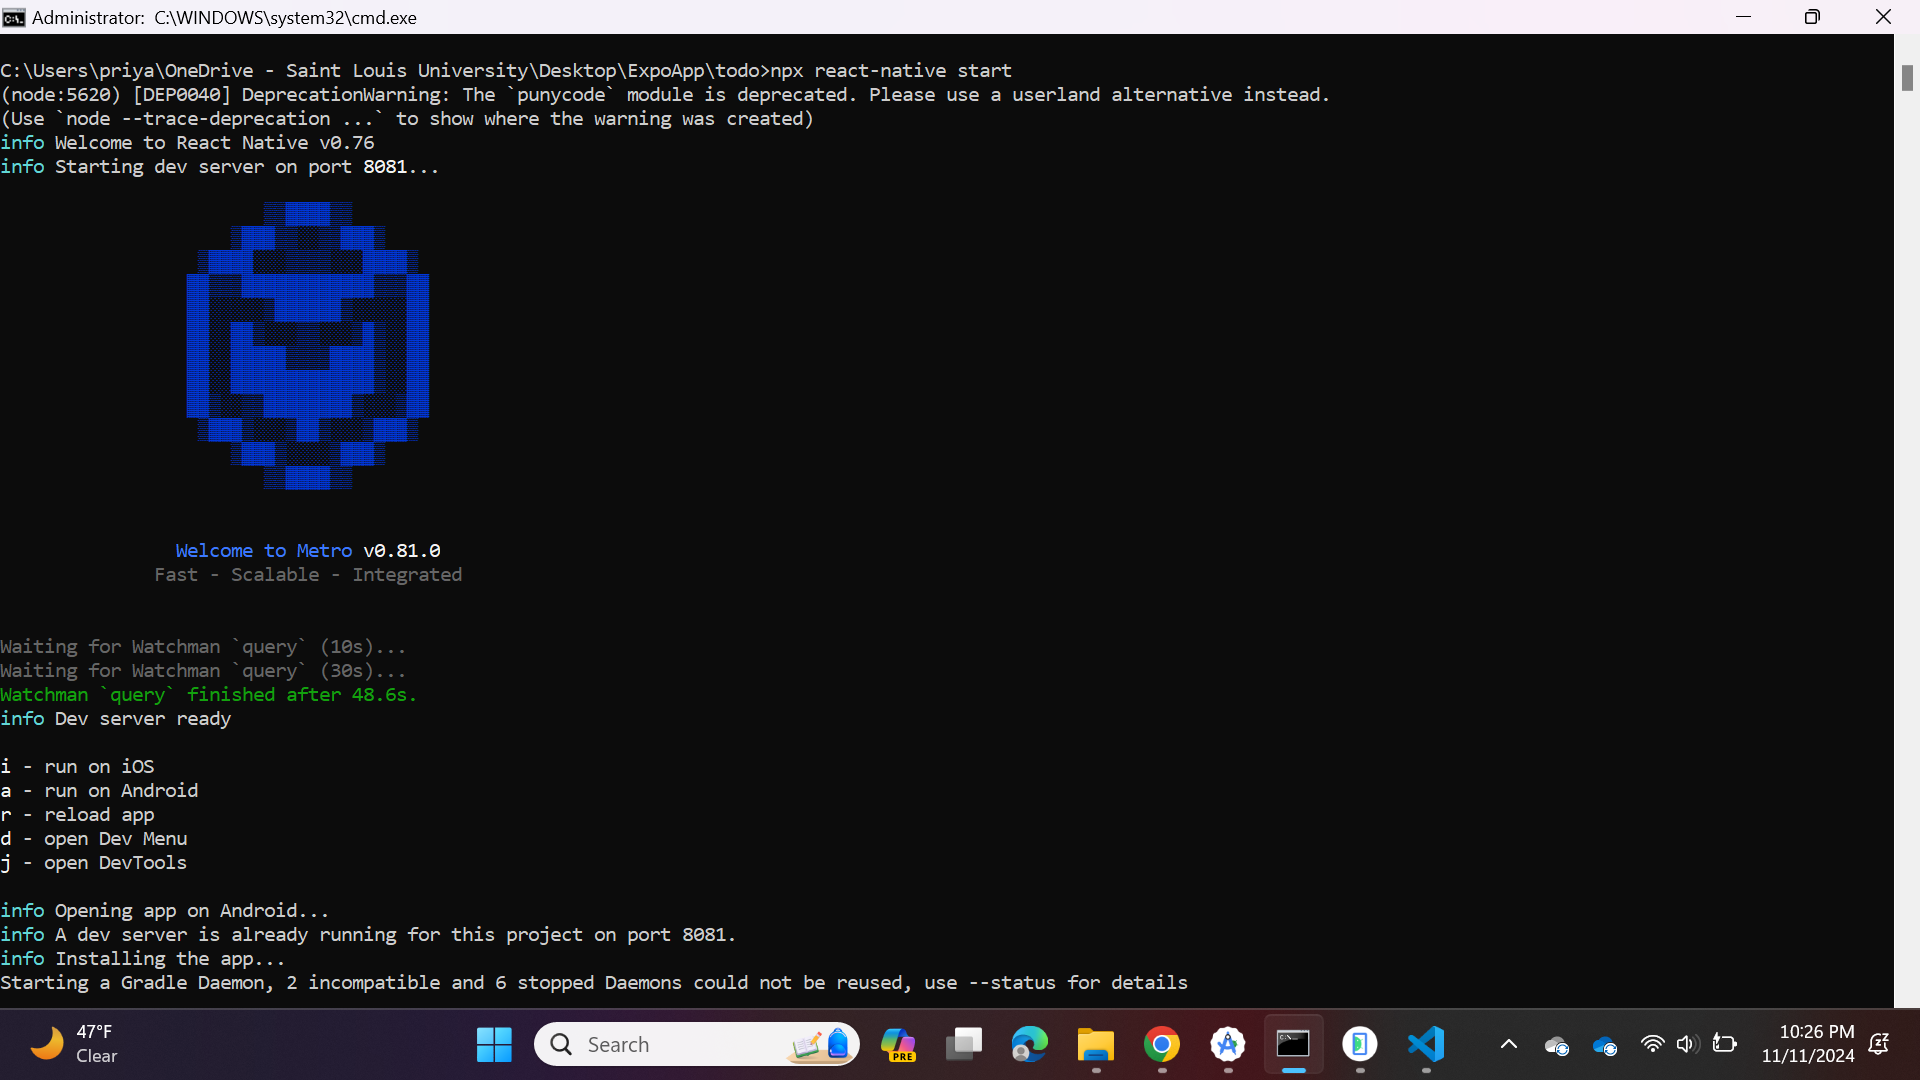 Administrator:  C:\WINDOWS\system32\cmd.exe
C:\Users\priya\OneDrive - Saint Louis University\Desktop\ExpoApp\todo>npx react-native start
(node:5620) [DEP0040] DeprecationWarning: The `punycode` module is deprecated. Please use a userland alternative instead.
(Use `node --trace-deprecation ...` to show where the warning was created)
info Welcome to React Native v0.76
info Starting dev server on port 8081...
Welcome to Metro v0.81.0
Fast - Scalable - Integrated
Waiting for Watchman `query` (10s)...
Waiting for Watchman `query` (30s)...
Watchman `query` finished after 48.6s.
info Dev server ready
i - run on iOS
a - run on Android
r - reload app
d - open Dev Menu
j - open DevTools
info Opening app on Android...
info A dev server is already running for this project on port 8081.
info Installing the app...
Starting a Gradle Daemon, 2 incompatible and 6 stopped Daemons could not be reused, use --status for details
47°F
Clear
Search
PRE
10:26 PM
11/11/2024